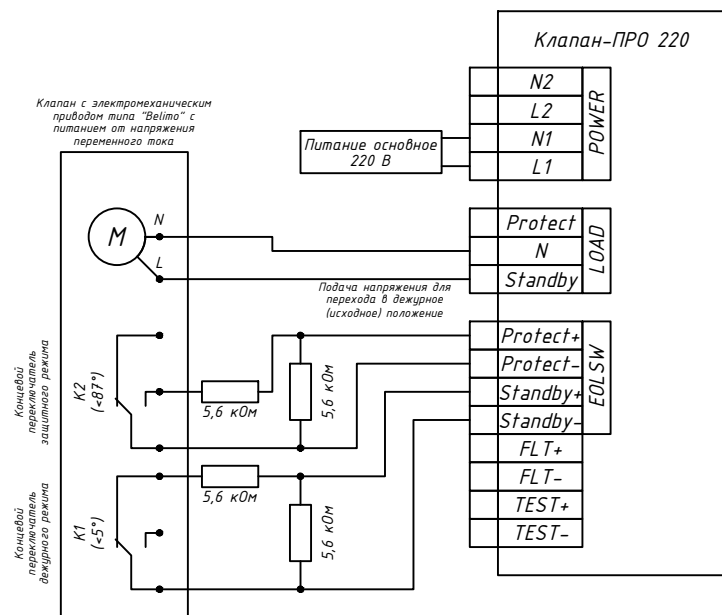 Клапан-ПРО 220
N2
L2
N1
L1
POWER
Клапан с электромеханическим
приводом типа "Belimo" с
питанием от напряжения
переменного тока
Питание основное
220 В
M
N
L
Protect
N
Standby
LOAD
Подача напряжения для
перехода в дежурное
(исходное) положение
Protect+
Protect-
Standby+
Standby-
EOLSW
FLT+
FLT-
TEST+
TEST-
Концевой
переключатель
защитного режима
K2
(<87°)
5,6 кОм
5,6 кОм
Концевой
переключатель
дежурного режима
K1
(<5°)
5,6 кОм
5,6 кОм